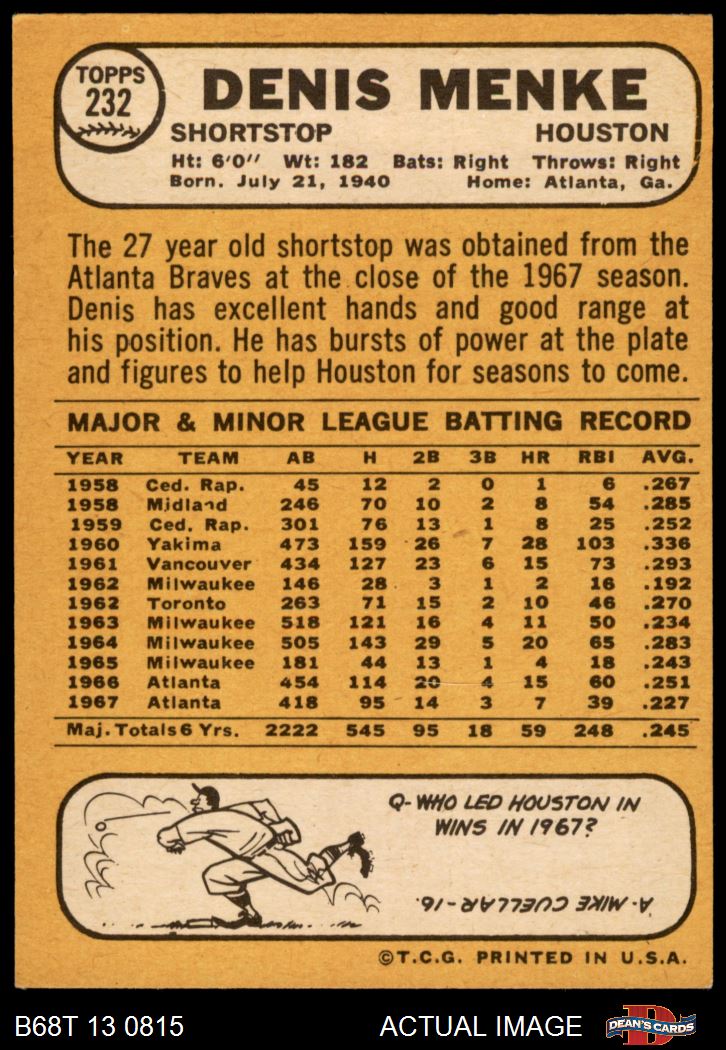 TOPPS
232
DENIS MENKE
SHORTSTOP HOUSTON
Ht: 6'0" Wt: 182 Bats: Right Throws: Right
Born. July 21, 1940 Home: Atlanta, Ga.
The 27 year old shortstop was obtained from the
Atlanta Braves at the close of the 1967 season.
Denis has excellent hands and good range at
his position. He has bursts of power at the plate
and figures to help Houston for seasons to come.
MAJOR & MINOR LEAGUE BATTING RECORD
YEAR TEAM AB H 2B 3B HR RBI AVG.
1958 Ced. Rap. 45 12 2 0 1 6 .267
1958 Midland 246 70 10 2 8 54 .285
1959 Ced. Rap. 301 76 13 1 8 25 .252
1960 Yakima 473 159 26 7 28 103 .336
1961 Vancouver 434 127 23 6 15 73 .293
1962 Milwaukee 146 28 3 1 2 16 .192
1962 Toronto 263 71 15 2 10 46 .270
1963 Milwaukee 518 121 16 4 11 50 .234
1964 Milwaukee 505 143 29 5 20 65 .283
1965 Milwaukee 181 44 13 1 4 18 .243
1966 Atlanta 454 114 20 4 15 60 .251
1967 Atlanta 418 95 14 3 7 39 .227
Maj. Totals 6 Yrs. 2222 545 95 18 59 248 .245
Q-WHO LED HOUSTON IN
WINS IN 1967?
A-MIKE CUELLAR-16.
©T.C.G. PRINTED IN U.S.A.
B68T 13 0815 ACTUAL IMAGE D DEAN'S CARDS